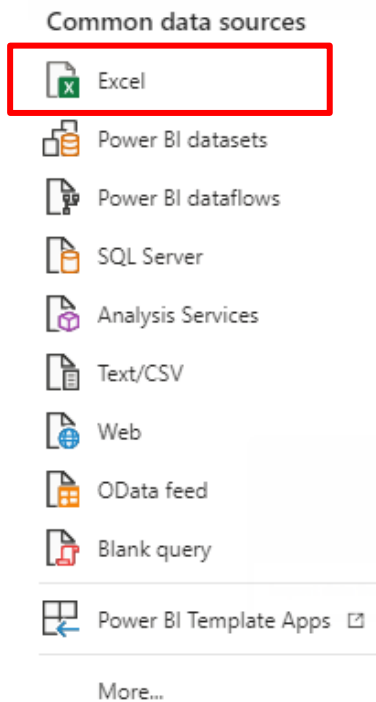 Common data sources
Excel
Power BI datasets
Power BI dataflows
SQL Server
Analysis Services
Text/CSV
Web
OData feed
Blank query
Power BI Template Apps
More...